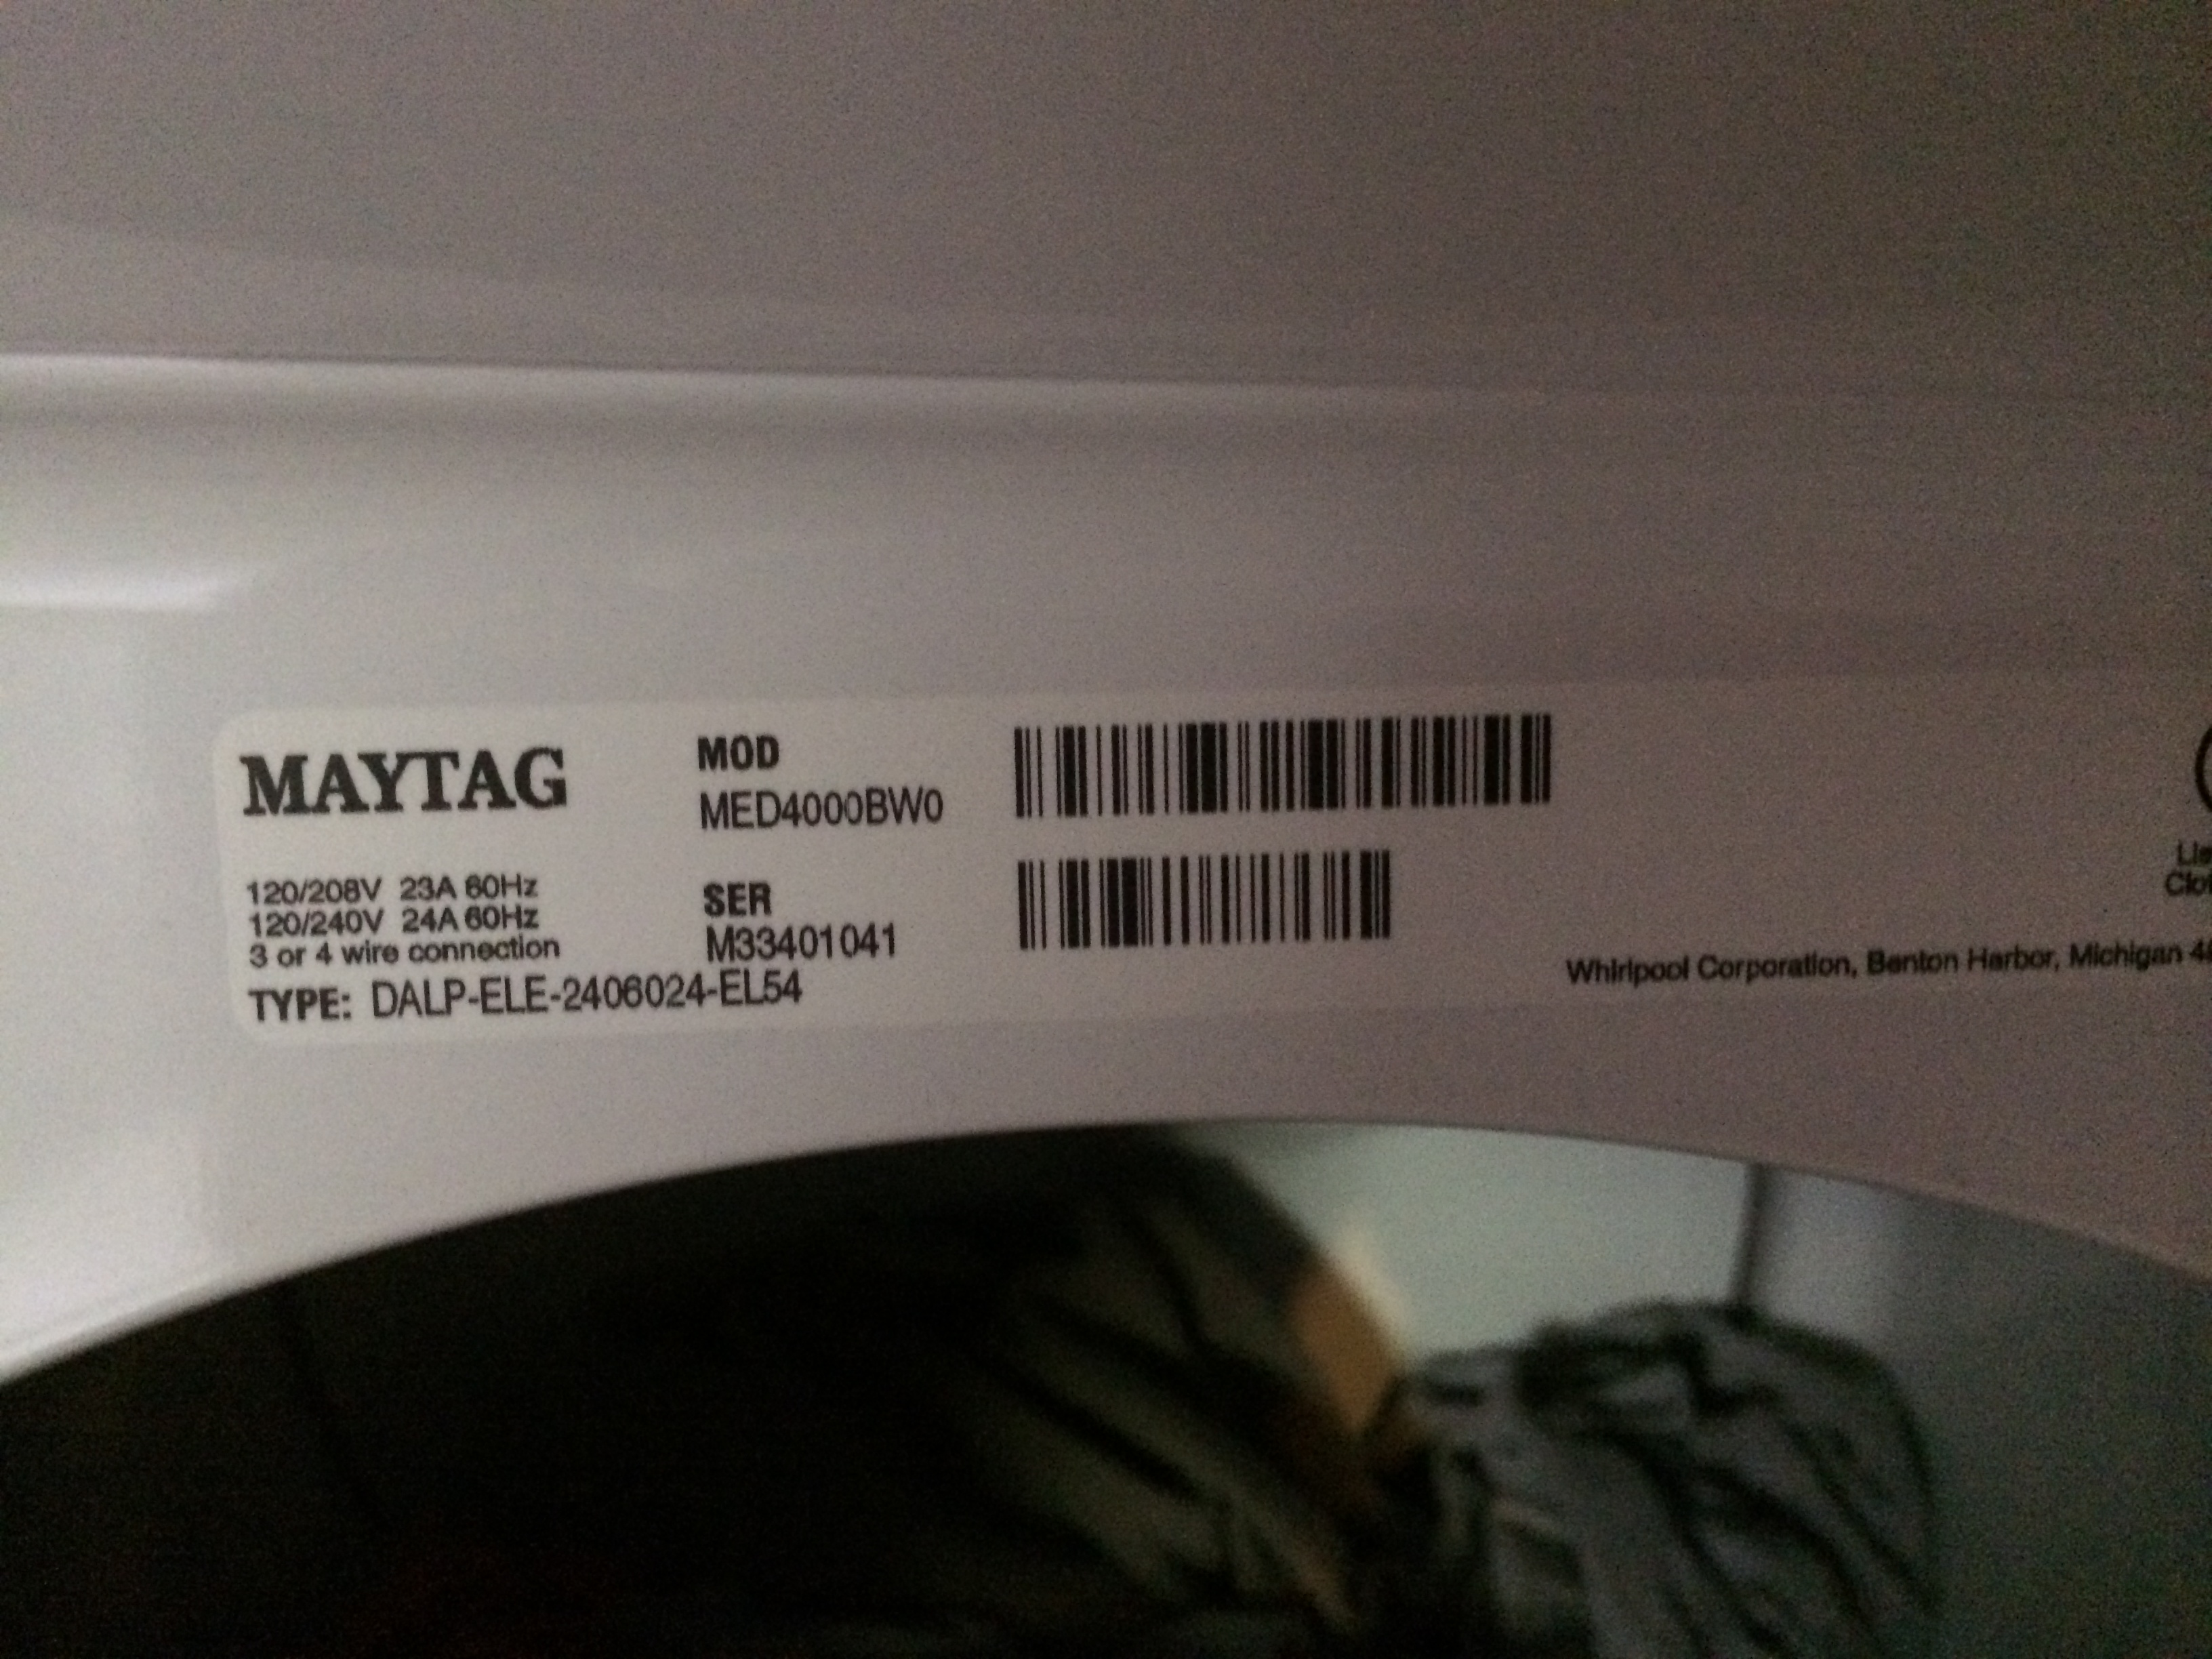 MAYTAG
MOD
MED4000BW0
120/208V 23A 60Hz
120/240V 24A 60Hz
3 or 4 wire connection
SER
M33401041
TYPE: DALP-ELE-2406024-EL54
Whirlpool Corporation, Benton Harbor, Michigan